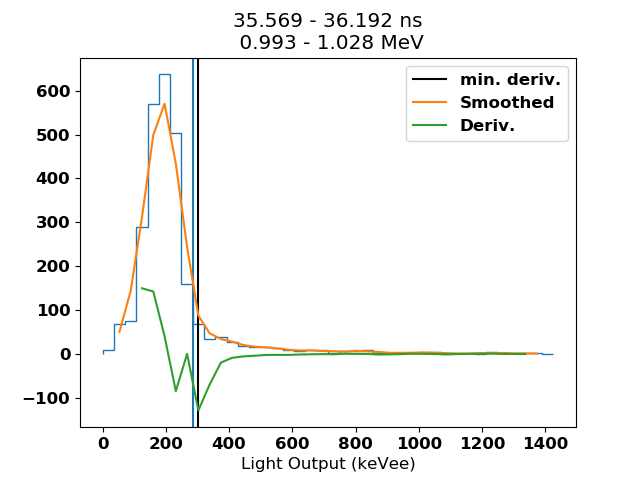 35.569 - 36.192 ns
0.993 - 1.028 MeV
min. deriv.
Smoothed
Deriv.
600
500
400
300
200
100
0
−100
0 200 400 600 800 1000 1200 1400
Light Output (keVee)